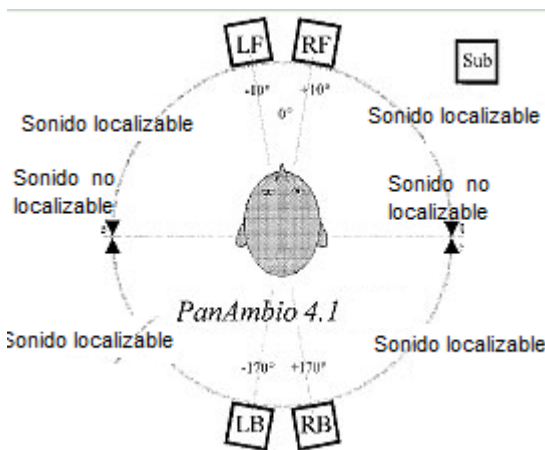 LF RF
Sub
-10° +10°
0°
Sonido localizable Sonido localizable
Sonido no
localizable
Sonido no
localizable
PanAmbio 4.1
Sonido localizable Sonido localizable
-170° +170°
LB RB